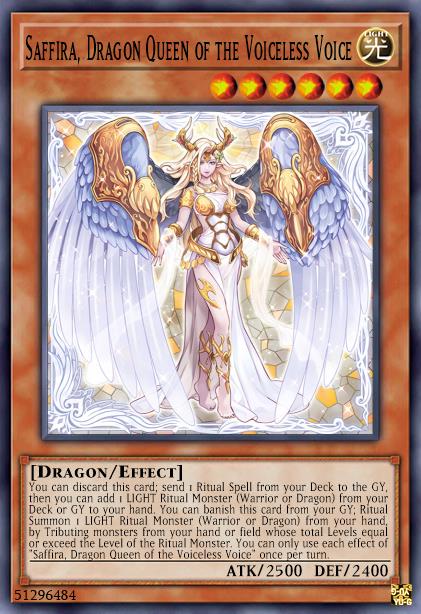 Saffira, Dragon Queen of the Voiceless Voice
LIGHT
光
[Dragon/Effect]
You can discard this card; send 1 Ritual Spell from your Deck to the GY,
then you can add 1 LIGHT Ritual Monster (Warrior or Dragon) from your
Deck or GY to your hand. You can banish this card from your GY; Ritual
Summon 1 LIGHT Ritual Monster (Warrior or Dragon) from your hand,
by Tributing monsters from your hand or field whose total Levels equal
or exceed the Level of the Ritual Monster. You can only use each effect of
"Saffira, Dragon Queen of the Voiceless Voice" once per turn.
ATK/2500 DEF/2400
51296484